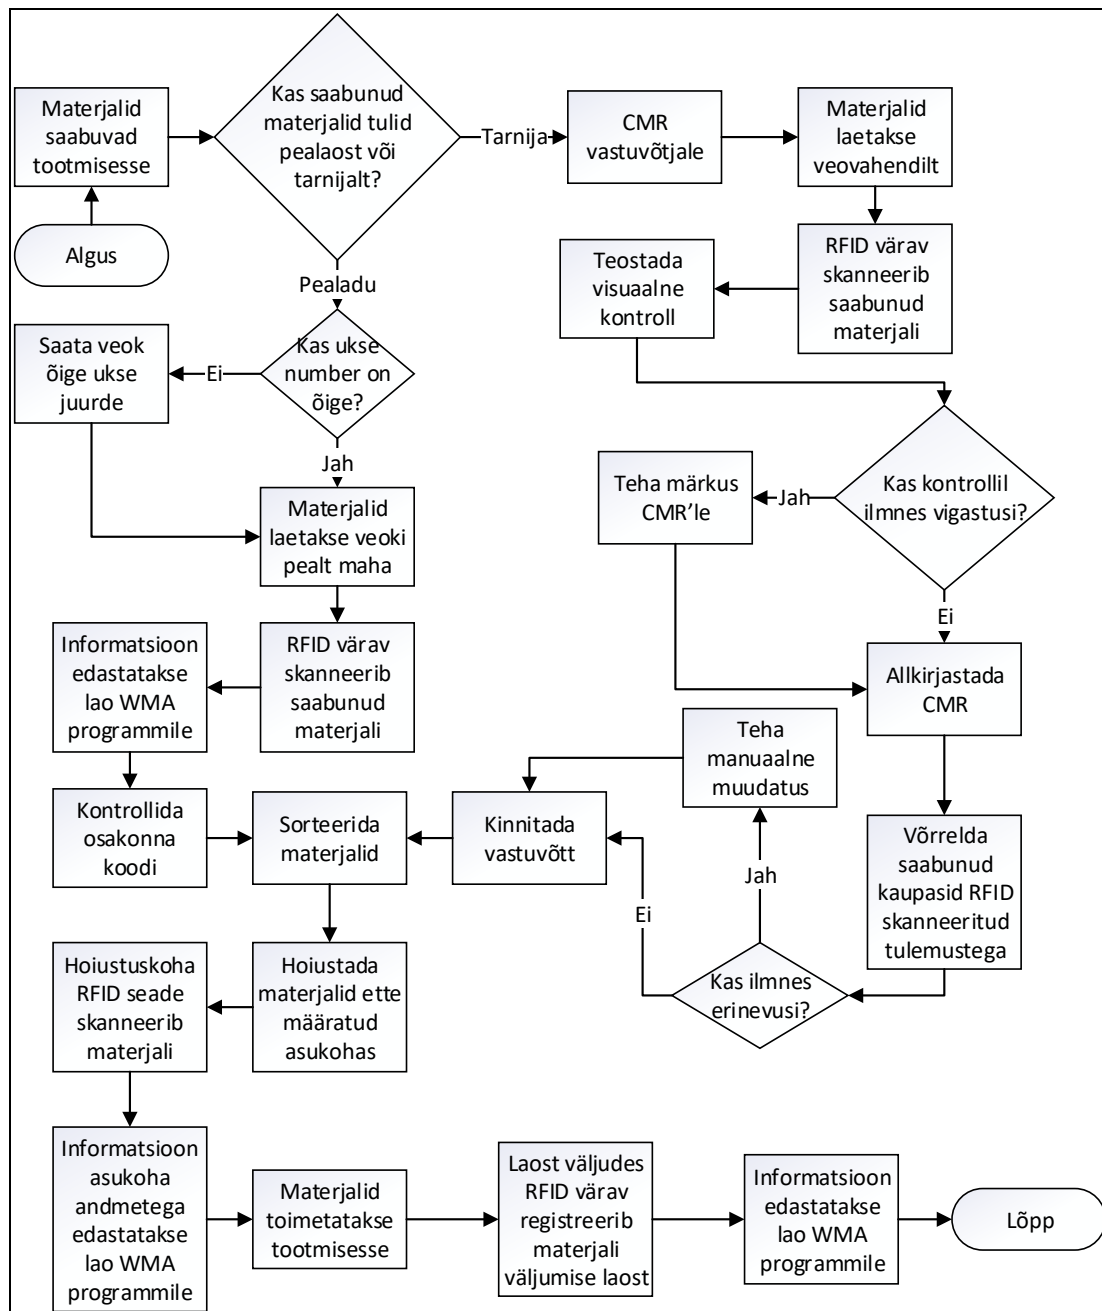 Materjalid
saabuvad
tootmisesse
Algus
Kas saabunud
materjalid tulid
pealaost või
tarnijalt?
Tarnija
CMR
vastuvõtjale
Materjalid
laetakse
veovahendilt
RFID värav
skanneerib
saabunud
materjali
Teostada
visuaalne
kontroll
Pealadu
Kas ukse
number on
õige?
Ei
Saata veok
õige ukse
juurde
Jah
Materjalid
laetakse veoki
pealt maha
Kas kontrollil
ilmnes vigastusi?
Jah
Teha märkus
CMR'le
Ei
Allkirjastada
CMR
RFID värav
skanneerib
saabunud
materjali
Informatsioon
edastatakse
lao WMA
programmile
Kontrollida
osakonna
koodi
Sorteerida
materjalid
Kinnitada
vastuvõtt
Teha
manuaalne
muudatus
Jah
Ei
Võrrelda
saabunud
kaupasid RFID
skanneeritud
tulemustega
Kas ilmnes
erinevusi?
Hoiustada
materjalid ette
määratud
asukohas
Hoiustuskoha
RFID seade
skanneerib
materjali
Informatsioon
asukoha
andmetega
edastatakse
lao WMA
programmile
Materjalid
toimetatakse
tootmisesse
Laost väljudes
RFID värav
registreerib
materjali
väljumise laost
Informatsioon
edastatakse
lao WMA
programmile
Lõpp